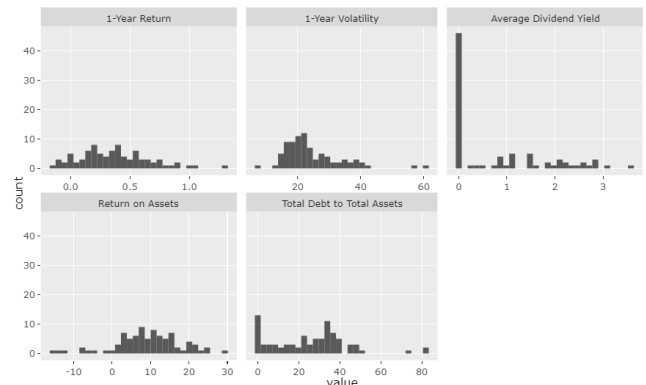 1-Year Return
1-Year Volatility
Average Dividend Yield
40
30
20
10
0
0.0 0.5 1.0
20 40 60
0 1 2 3
count
Return on Assets
Total Debt to Total Assets
40
30
20
10
0
-10 0 10 20 30
0 20 40 60 80
value